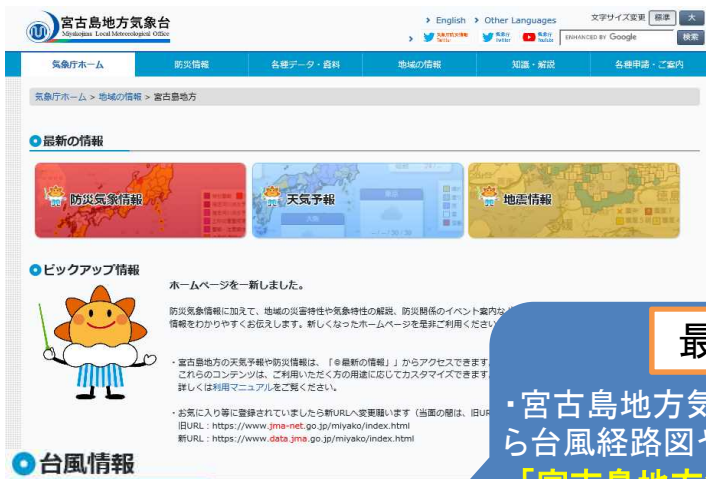 宮古島地方気象台
Miyakojima Local Meteorological Office
English Other Languages 文字サイズ変更 標準 大
気象庁防災情報 Twitter 気象庁 Twitter 気象庁 YouTube ENHANCED BY Google 検索
気象庁ホーム 防災情報 各種データ・資料 地域の情報 知識・解説 各種申請・ご案内
気象庁ホーム > 地域の情報 > 宮古島地方
最新の情報
防災気象情報 天気予報 地震情報
ピックアップ情報
ホームページを一新しました。
防災気象情報に加えて、地域の災害特性や気象特性の解説、防災関係のイベント案内な
情報をわかりやすくお伝えします。新しくなったホームページを是非ご利用くださ
・宮古島地方の天気予報や防災情報は、「◎最新の情報」」からアクセスできます
これらのコンテンツは、ご利用いただく方の用途に応じてカスタマイズできます
詳しくは利用マニュアルをご覧ください。
・お気に入り等に登録されていましたら新URLへ変更願います（当面の間は、旧UR
旧URL：https://www.jma-net.go.jp/miyako/index.html
新URL：https://www.data.jma.go.jp/miyako/index.html
台風情報
最
・宮古島地方気
ら台風経路図や
「宮古島地方